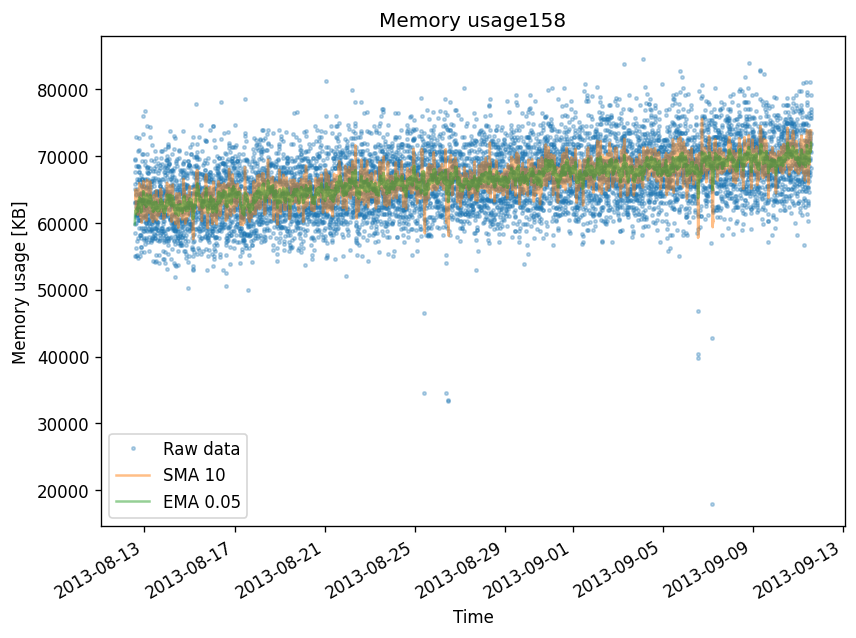 Memory usage158
Memory usage [KB]
80000
70000
60000
50000
40000
30000
20000
Raw data
SMA 10
EMA 0.05
2013-08-13
2013-08-17
2013-08-21
2013-08-25
2013-08-29
2013-09-01
2013-09-05
2013-09-09
2013-09-13
Time